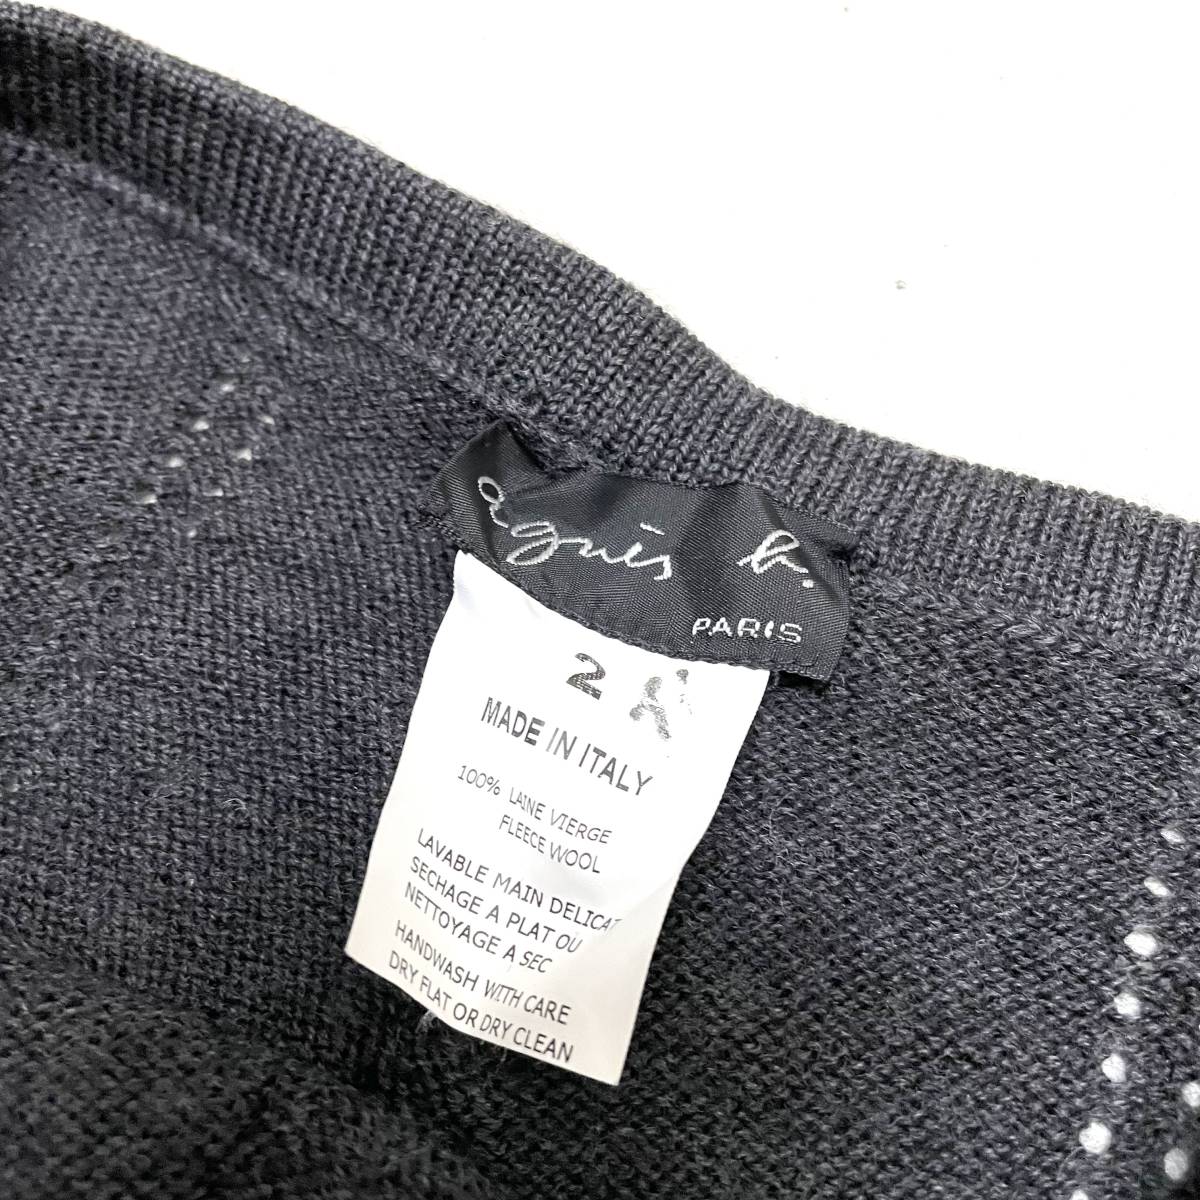 agnès b.
PARIS
2
MADE IN ITALY
100% LAINE VIERGE
FLEECE WOOL
LAVABLE MAIN DELICAT
SECHAGE A PLAT OÙ
NETTOYAGE A SEC
HANDWASH WITH CARE
DRY FLAT OR DRY CLEAN